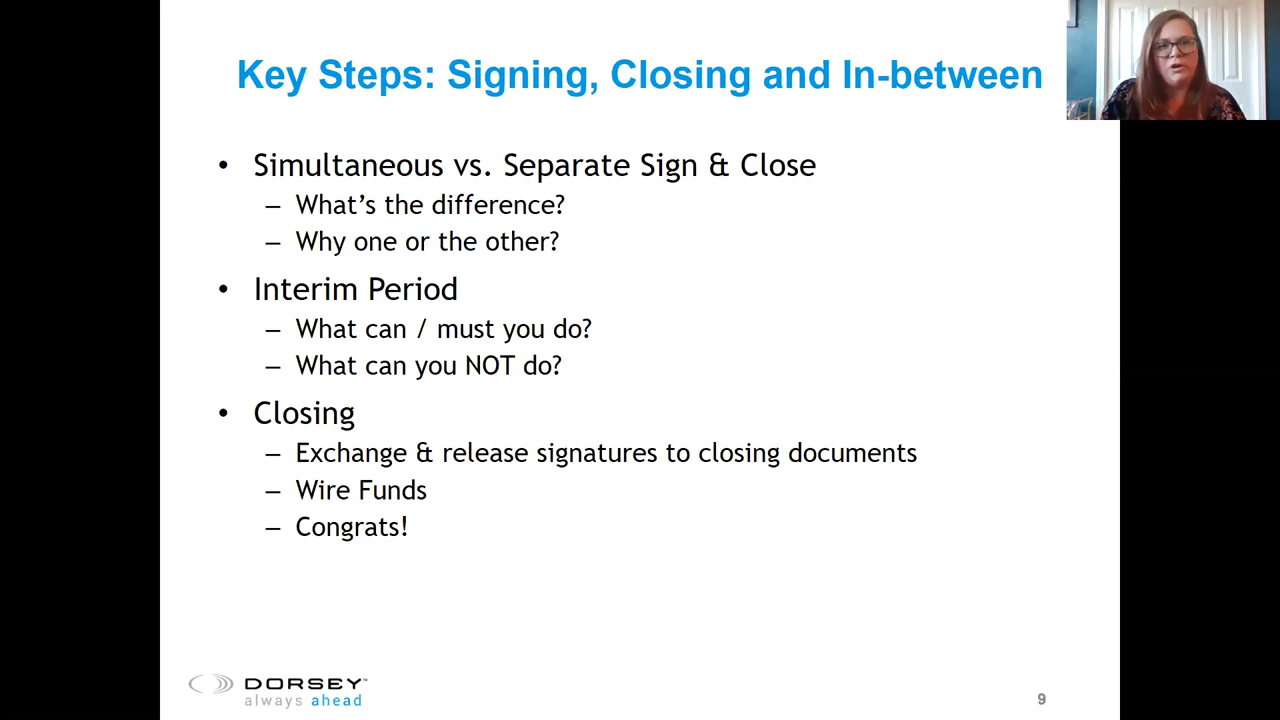 Key Steps: Signing, Closing and In-between
• Simultaneous vs. Separate Sign & Close
– What’s the difference?
– Why one or the other?
• Interim Period
– What can / must you do?
– What can you NOT do?
• Closing
– Exchange & release signatures to closing documents
– Wire Funds
– Congrats!
DORSEY™
always ahead
9